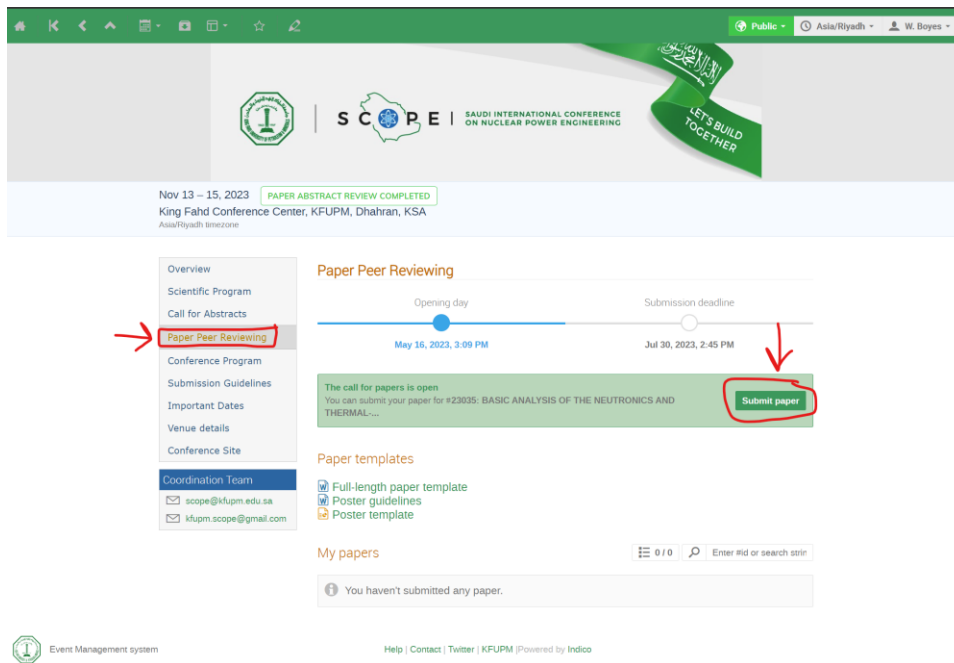 Public
Asia/Riyadh
W. Boyes
SCOPE
SAUDI INTERNATIONAL CONFERENCE
ON NUCLEAR POWER ENGINEERING
LET'S BUILD
TOGETHER
Nov 13 – 15, 2023
PAPER ABSTRACT REVIEW COMPLETED
King Fahd Conference Center, KFUPM, Dhahran, KSA
Asia/Riyadh timezone
Overview
Scientific Program
Call for Abstracts
Paper Peer Reviewing
Conference Program
Submission Guidelines
Important Dates
Venue details
Conference Site
Coordination Team
scope@kfupm.edu.sa
kfupm.scope@gmail.com
Paper Peer Reviewing
Opening day
Submission deadline
May 16, 2023, 3:09 PM
Jul 30, 2023, 2:45 PM
The call for papers is open
You can submit your paper for #23035: BASIC ANALYSIS OF THE NEUTRONICS AND
THERMAL-...
Submit paper
Paper templates
Full-length paper template
Poster guidelines
Poster template
My papers
0 / 0
Enter #id or search strin
You haven't submitted any paper.
Event Management system
Help | Contact | Twitter | KFUPM |Powered by Indico